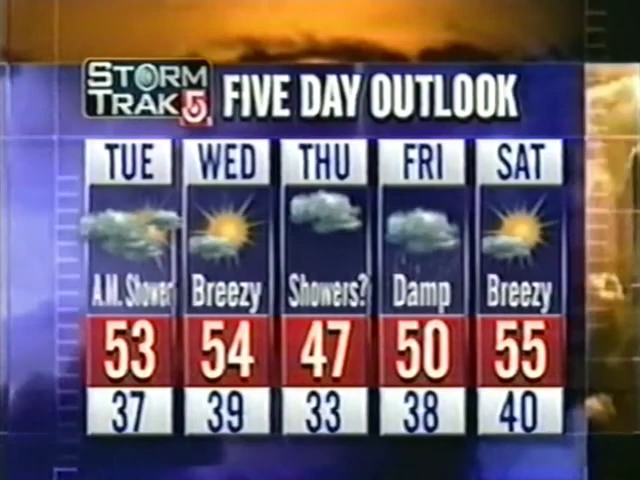 STORM
TRAK 5
FIVE DAY OUTLOOK
TUE WED THU FRI SAT
A.M. Shower Breezy Showers? Damp Breezy
53 54 47 50 55
37 39 33 38 40